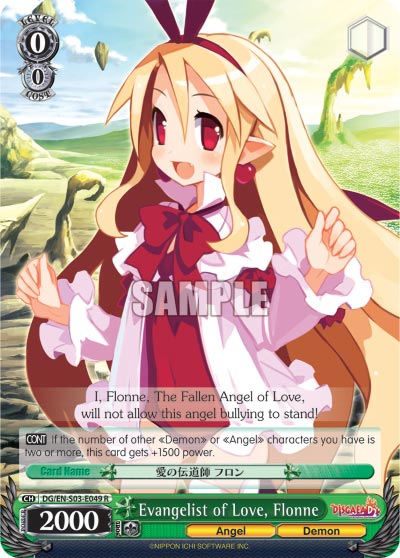 LEVEL
0
0
COST
SAMPLE
I, Flonne, The Fallen Angel of Love,
will not allow this angel bullying to stand!
CONT If the number of other «Demon» or «Angel» characters you have is
two or more, this card gets +1500 power.
Card Name
愛の伝道師 フロン
CH DG/EN-S03-E049 R
POWER
2000
SOUL
Evangelist of Love, Flonne
Angel
Demon
DISGAEA
©NIPPON ICHI SOFTWARE INC.